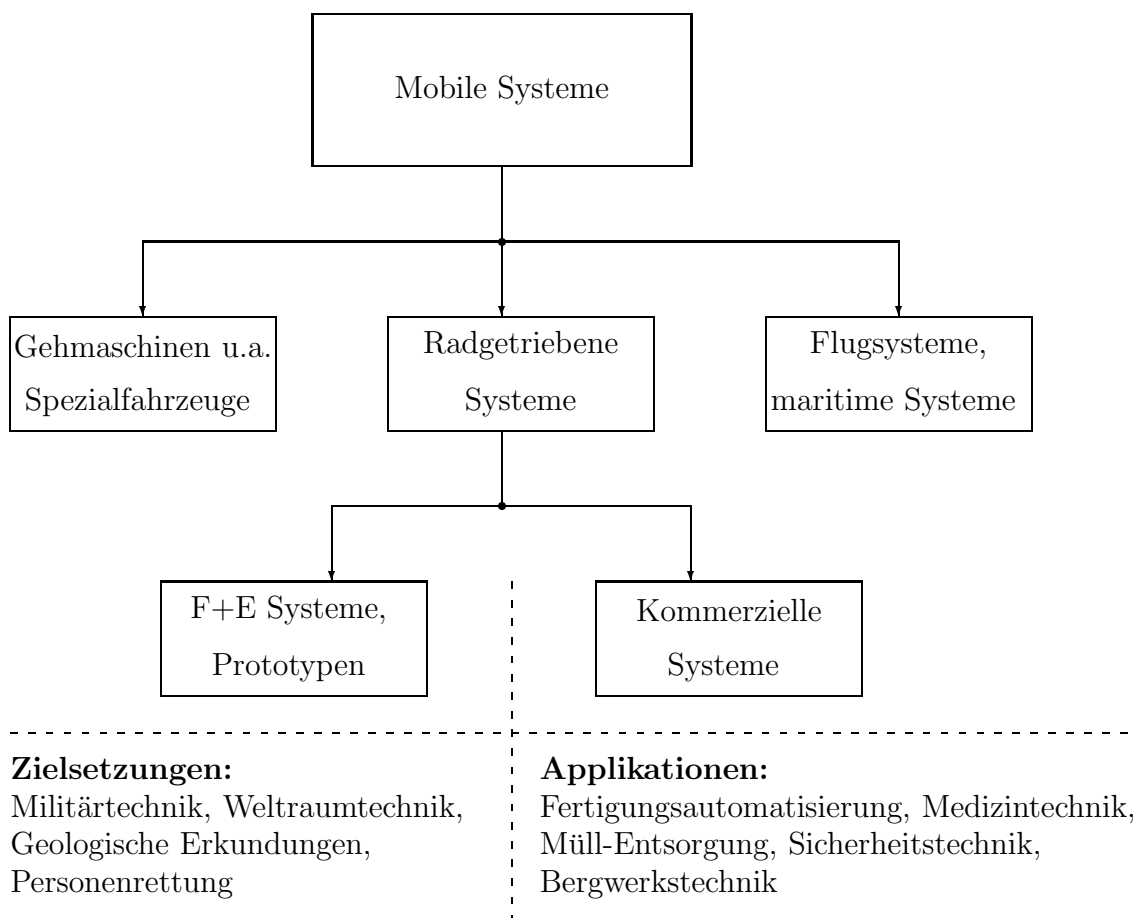 Mobile Systeme
Gehmaschinen u.a.
Spezialfahrzeuge
Radgetriebene
Systeme
Flugsysteme,
maritime Systeme
F+E Systeme,
Prototypen
Kommerzielle
Systeme
Zielsetzungen:
Militärtechnik, Weltraumtechnik,
Geologische Erkundungen,
Personenrettung
Applikationen:
Fertigungsautomatisierung, Medizintechnik,
Müll-Entsorgung, Sicherheitstechnik,
Bergwerkstechnik